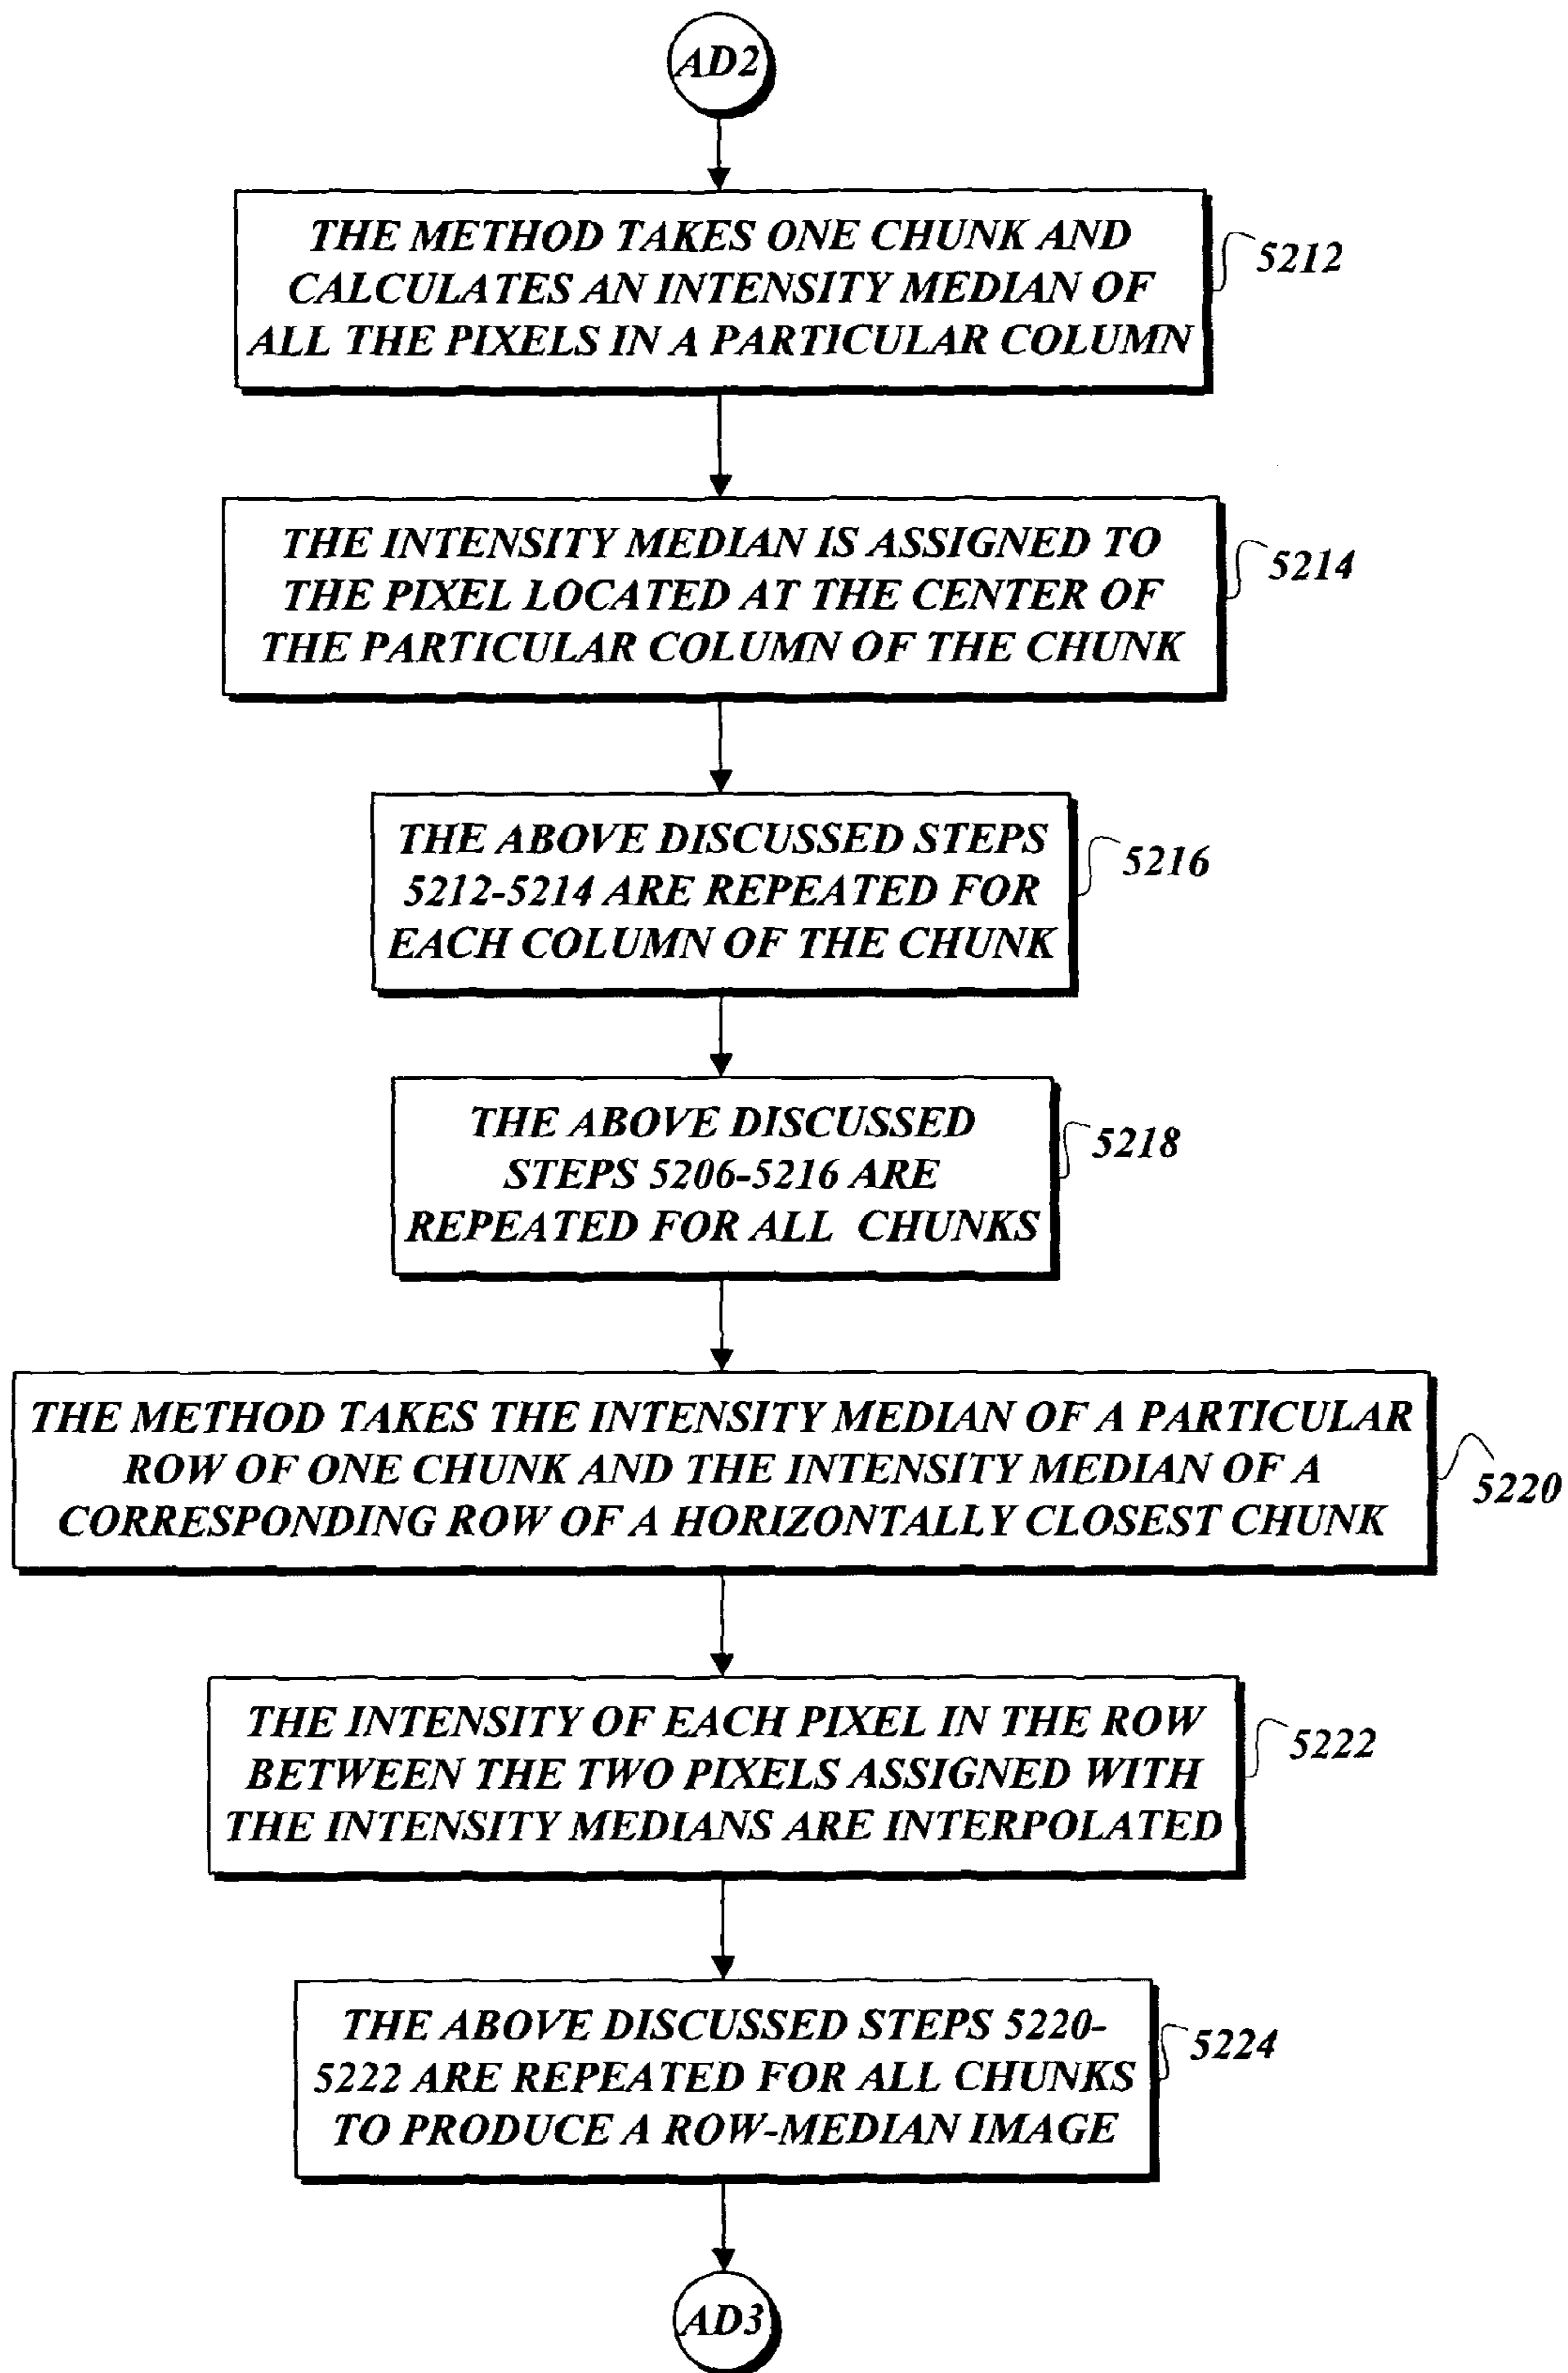 AD2
THE METHOD TAKES ONE CHUNK AND
CALCULATES AN INTENSITY MEDIAN OF
ALL THE PIXELS IN A PARTICULAR COLUMN
5212
THE INTENSITY MEDIAN IS ASSIGNED TO
THE PIXEL LOCATED AT THE CENTER OF
THE PARTICULAR COLUMN OF THE CHUNK
5214
THE ABOVE DISCUSSED STEPS
5212-5214 ARE REPEATED FOR
EACH COLUMN OF THE CHUNK
5216
THE ABOVE DISCUSSED
STEPS 5206-5216 ARE
REPEATED FOR ALL CHUNKS
5218
THE METHOD TAKES THE INTENSITY MEDIAN OF A PARTICULAR
ROW OF ONE CHUNK AND THE INTENSITY MEDIAN OF A
CORRESPONDING ROW OF A HORIZONTALLY CLOSEST CHUNK
5220
THE INTENSITY OF EACH PIXEL IN THE ROW
BETWEEN THE TWO PIXELS ASSIGNED WITH
THE INTENSITY MEDIANS ARE INTERPOLATED
5222
THE ABOVE DISCUSSED STEPS 5220-
5222 ARE REPEATED FOR ALL CHUNKS
TO PRODUCE A ROW-MEDIAN IMAGE
5224
AD3